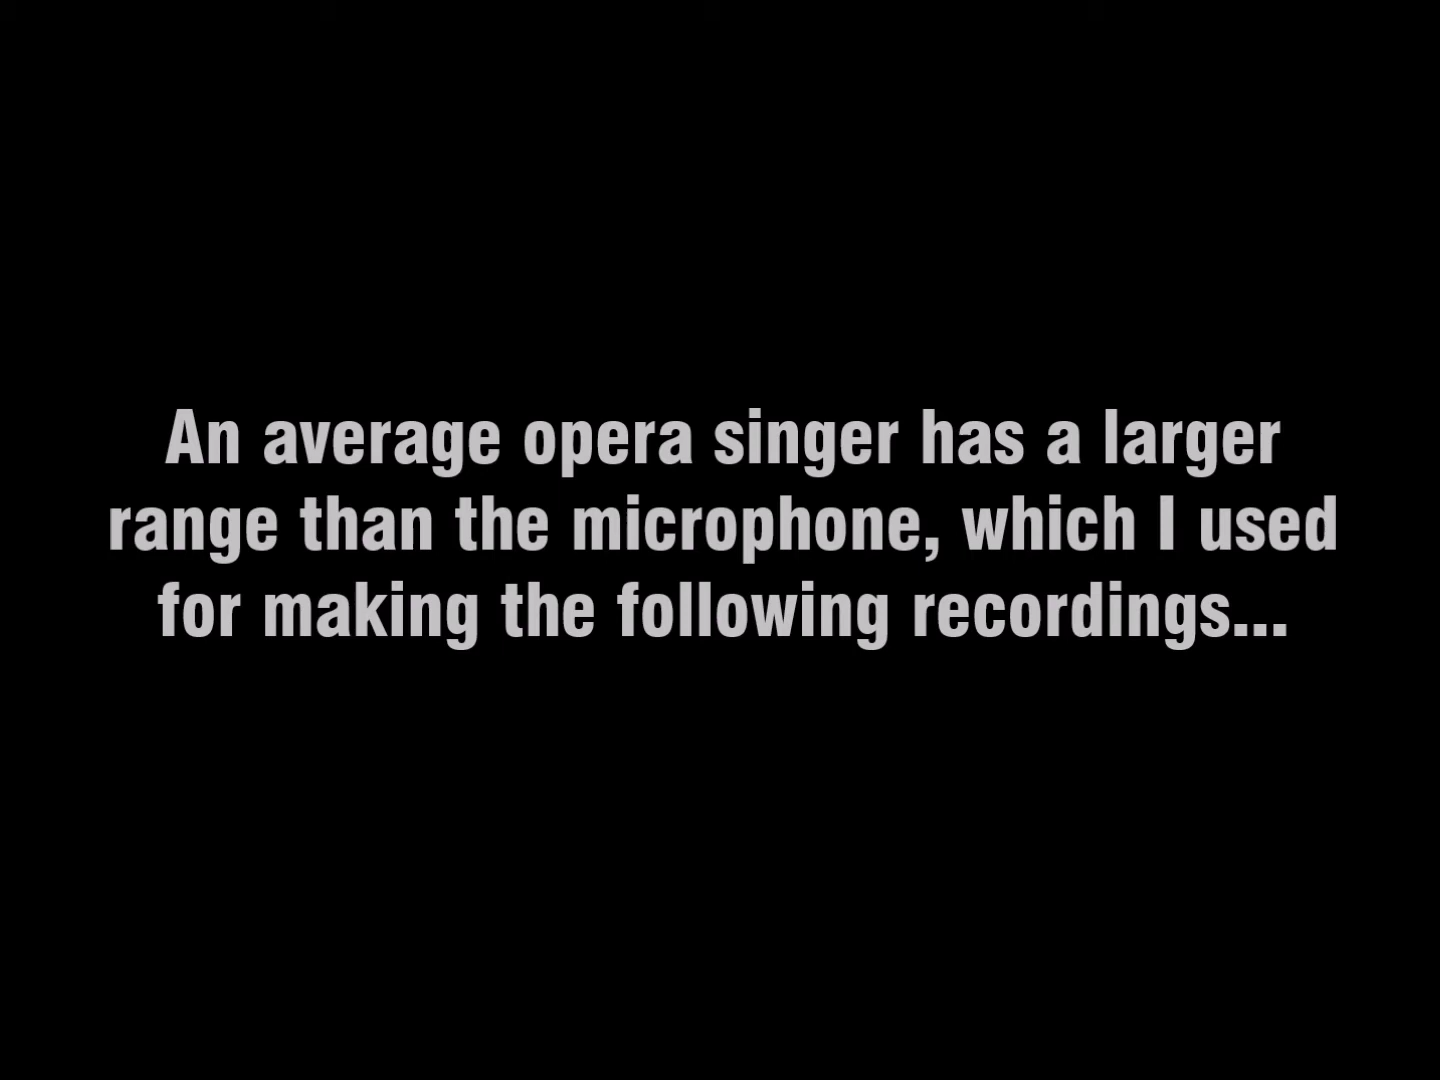 An average opera singer has a larger
range than the microphone, which I used
for making the following recordings...